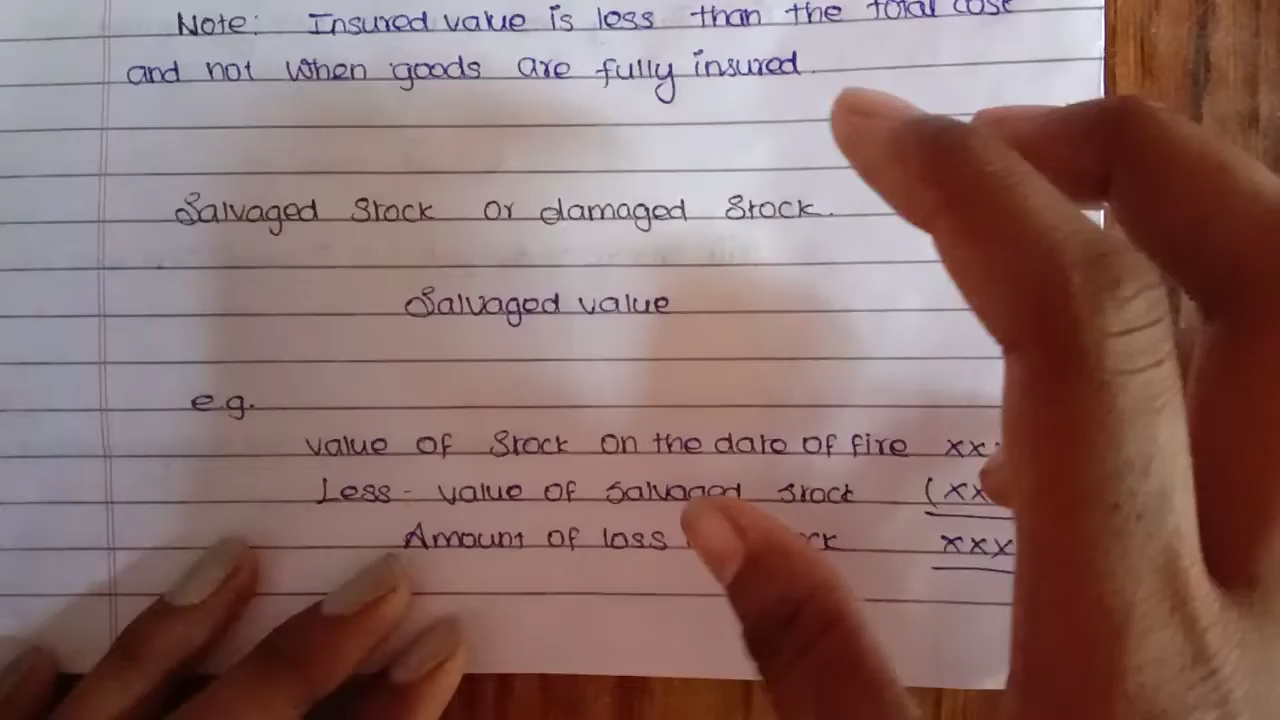 Note: Insured value is less than the total cost
and not when goods are fully insured.
Salvaged stock or damaged stock.
Salvaged value
e.g.
value of stock on the date of fire xx
Less - value of salvaged stock (xx
Amount of loss xxx